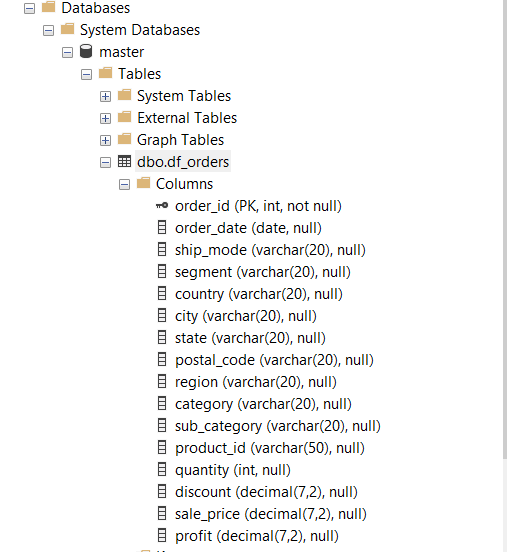 Databases
System Databases
master
Tables
System Tables
External Tables
Graph Tables
dbo.df_orders
Columns
order_id (PK, int, not null)
order_date (date, null)
ship_mode (varchar(20), null)
segment (varchar(20), null)
country (varchar(20), null)
city (varchar(20), null)
state (varchar(20), null)
postal_code (varchar(20), null)
region (varchar(20), null)
category (varchar(20), null)
sub_category (varchar(20), null)
product_id (varchar(50), null)
quantity (int, null)
discount (decimal(7,2), null)
sale_price (decimal(7,2), null)
profit (decimal(7,2), null)